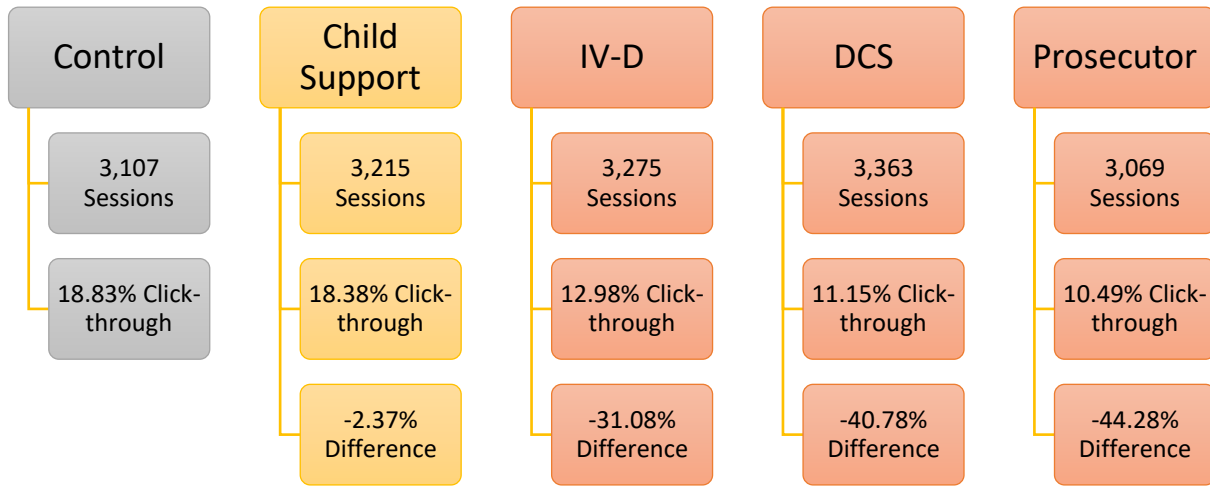 Control
3,107
Sessions
18.83% Click-
through
Child
Support
3,215
Sessions
18.38% Click-
through
-2.37%
Difference
IV-D
3,275
Sessions
12.98% Click-
through
-31.08%
Difference
DCS
3,363
Sessions
11.15% Click-
through
-40.78%
Difference
Prosecutor
3,069
Sessions
10.49% Click-
through
-44.28%
Difference